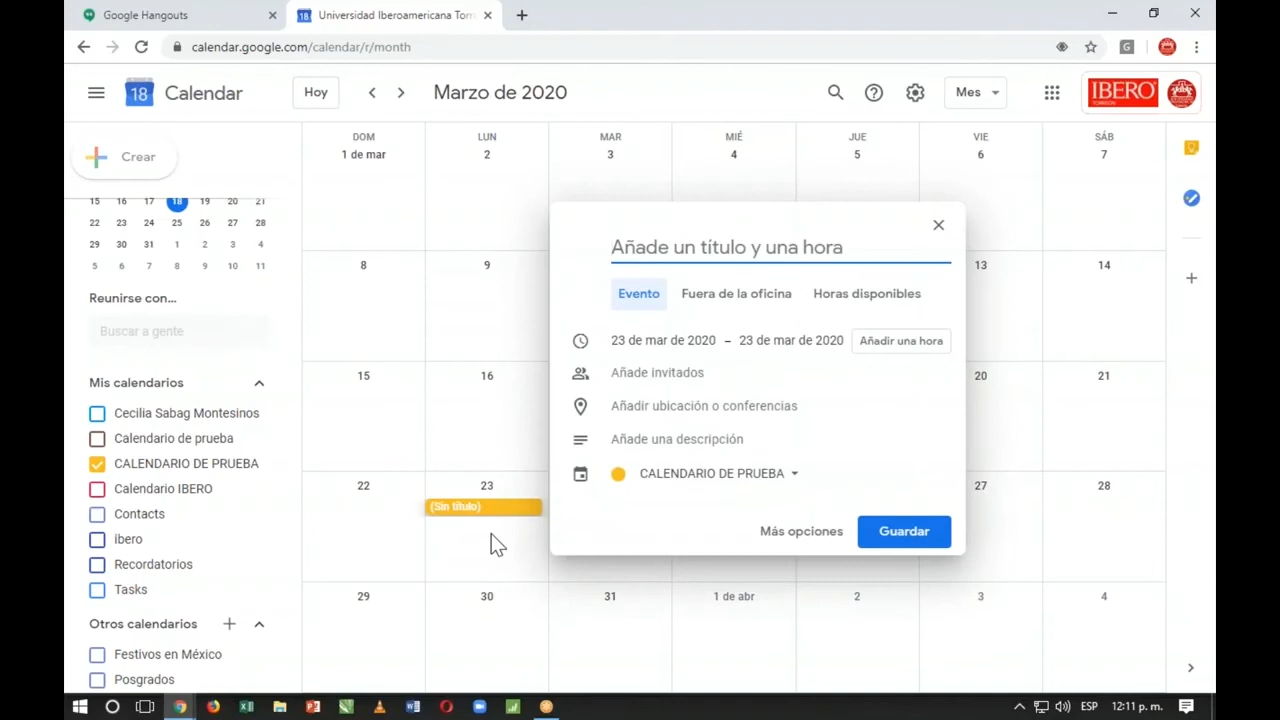 Google Hangouts
Universidad Iberoamericana Torr
calendar.google.com/calendar/r/month
18 Calendar Hoy Marzo de 2020 Mes IBERO
TORREÓN
Crear
DOM LUN MAR MIÉ JUE VIE SÁB
1 de mar 2 3 4 5 6 7
15 16 17 18 19 20 21
22 23 24 25 26 27 28
29 30 31 1 2 3 4
5 6 7 8 9 10 11
Reunirse con...
Buscar a gente
Mis calendarios
Cecilia Sabag Montesinos
Calendario de prueba
CALENDARIO DE PRUEBA
Calendario IBERO
Contacts
ibero
Recordatorios
Tasks
Otros calendarios
Festivos en México
Posgrados
8 9 13 14
15 16 20 21
22 23 27 28
(Sin título)
29 30 31 1 de abr 2 3 4
Añade un título y una hora
Evento Fuera de la oficina Horas disponibles
23 de mar de 2020 – 23 de mar de 2020 Añadir una hora
Añade invitados
Añadir ubicación o conferencias
Añade una descripción
CALENDARIO DE PRUEBA
Más opciones Guardar
ESP 12:11 p. m.